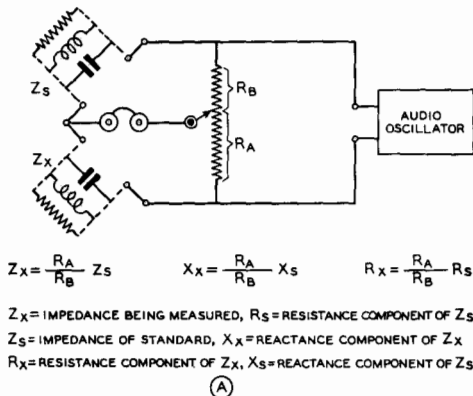 Zs
RB
RA
Zx
AUDIO
OSCILLATOR
Zx = RA/RB Zs    Xx = RA/RB Xs    Rx = RA/RB Rs
Zx = IMPEDANCE BEING MEASURED, Rs = RESISTANCE COMPONENT OF Zs
Zs = IMPEDANCE OF STANDARD, Xx = REACTANCE COMPONENT OF Zx
Rx = RESISTANCE COMPONENT OF Zx, Xs = REACTANCE COMPONENT OF Zs
A